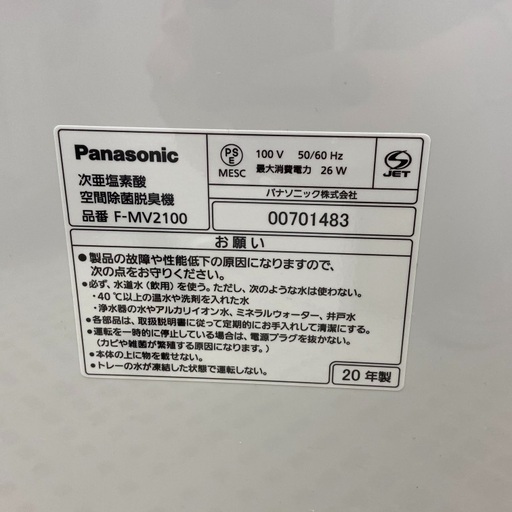 Panasonic
次亜塩素酸
空間除菌脱臭機
品番 F-MV2100
PS
E
MESC
100 V 50/60 Hz
最大消費電力 26 W
S
JET
パナソニック株式会社
00701483
お願い
●製品の故障や性能低下の原因になりますので、
次の点をお守りください。
●必ず、水道水(飲用)を使う。ただし、次のような水は使わない。
・40 ℃以上の温水や洗剤を入れた水
・浄水器の水やアルカリイオン水、ミネラルウォーター、井戸水
●各部品は、取扱説明書に従って定期的にお手入れして清潔にする。
●運転を一時的に停止している場合は、電源プラグを抜かない。
(カビや雑菌が繁殖する原因になります。)
●本体の上に物を載せない。
●トレーの水が凍結した状態で運転しない。
20 年製